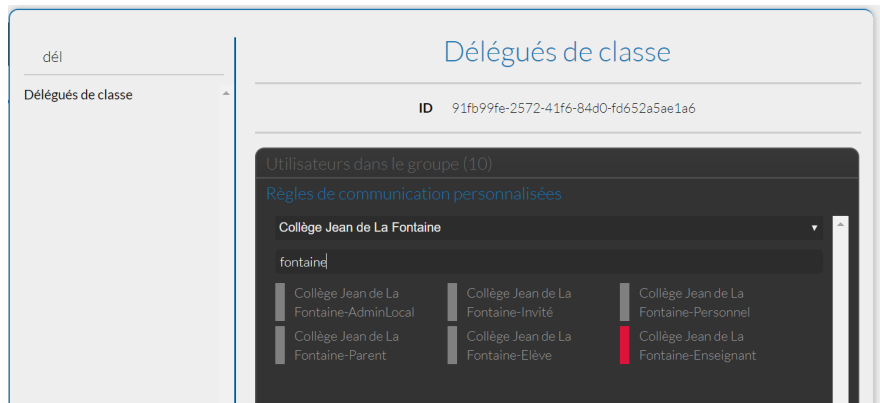 dél
Délégués de classe
Délégués de classe
ID 91fb99fe-2572-41f6-84d0-fd652a5ae1a6
Utilisateurs dans le groupe (10)
Règles de communication personnalisées
Collège Jean de La Fontaine
fontaine
Collège Jean de La
Fontaine-AdminLocal
Collège Jean de La
Fontaine-Invité
Collège Jean de La
Fontaine-Personnel
Collège Jean de La
Fontaine-Parent
Collège Jean de La
Fontaine-Elève
Collège Jean de La
Fontaine-Enseignant